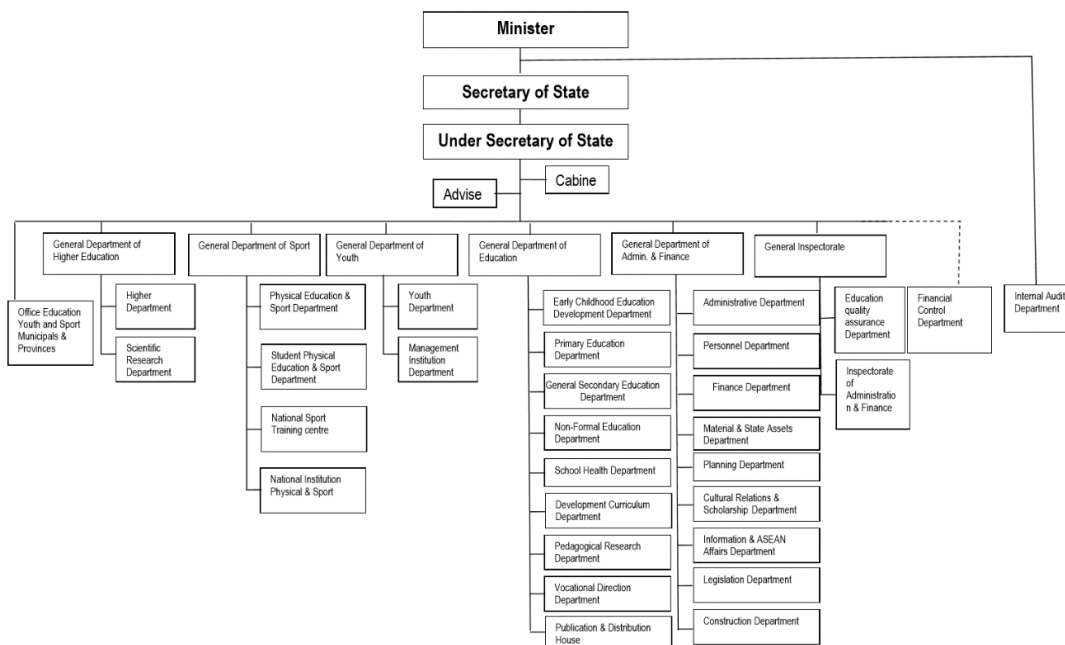 Minister
Secretary of State
Under Secretary of State
Cabine
Advise
General Department of
Higher Education
General Department of Sport
General Department of
Youth
General Department of
Education
General Department of
Admin. & Finance
General Inspectorate
Office Education
Youth and Sport
Municipals &
Provinces
Higher
Department
Scientific
Research
Department
Physical Education &
Sport Department
Student Physical
Education & Sport
Department
National Sport
Training centre
National Institution
Physical & Sport
Youth
Department
Management
Institution
Department
Early Childhood Education
Development Department
Primary Education
Department
General Secondary Education
Department
Non-Formal Education
Department
School Health Department
Development Curriculum
Department
Pedagogical Research
Department
Vocational Direction
Department
Publication & Distribution
House
Administrative Department
Personnel Department
Finance Department
Material & State Assets
Department
Planning Department
Cultural Relations &
Scholarship Department
Information & ASEAN
Affairs Department
Legislation Department
Construction Department
Education
quality
assurance
Department
Inspectorate
of
Administratio
n & Finance
Financial
Control
Department
Internal Audit
Department